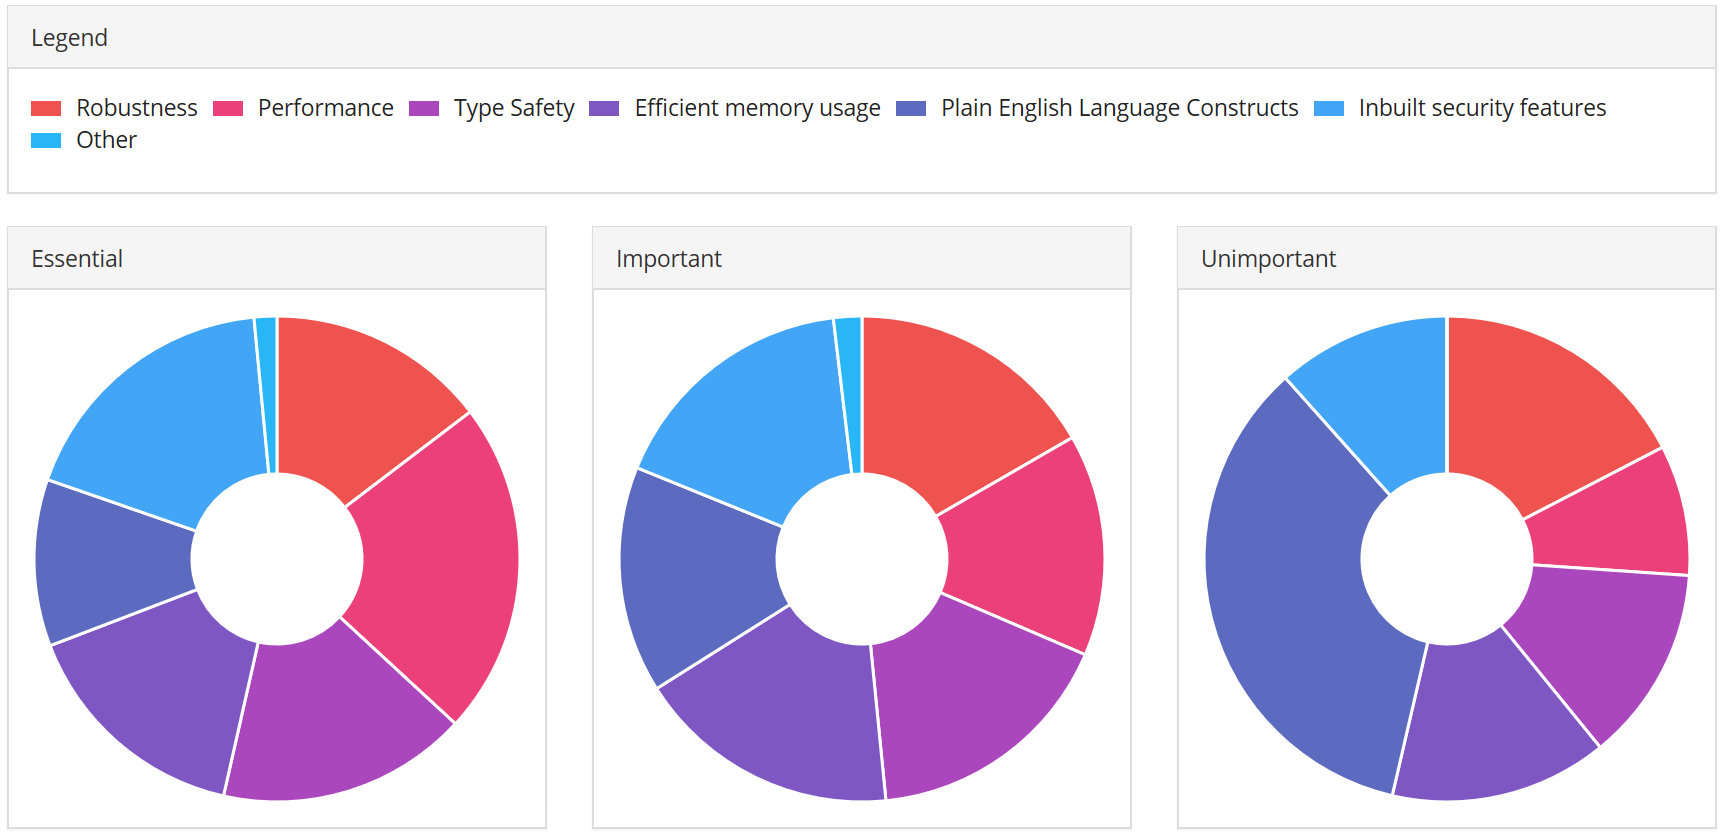 Legend
Robustness Performance Type Safety Efficient memory usage Plain English Language Constructs Inbuilt security features
Other
Essential
Important
Unimportant